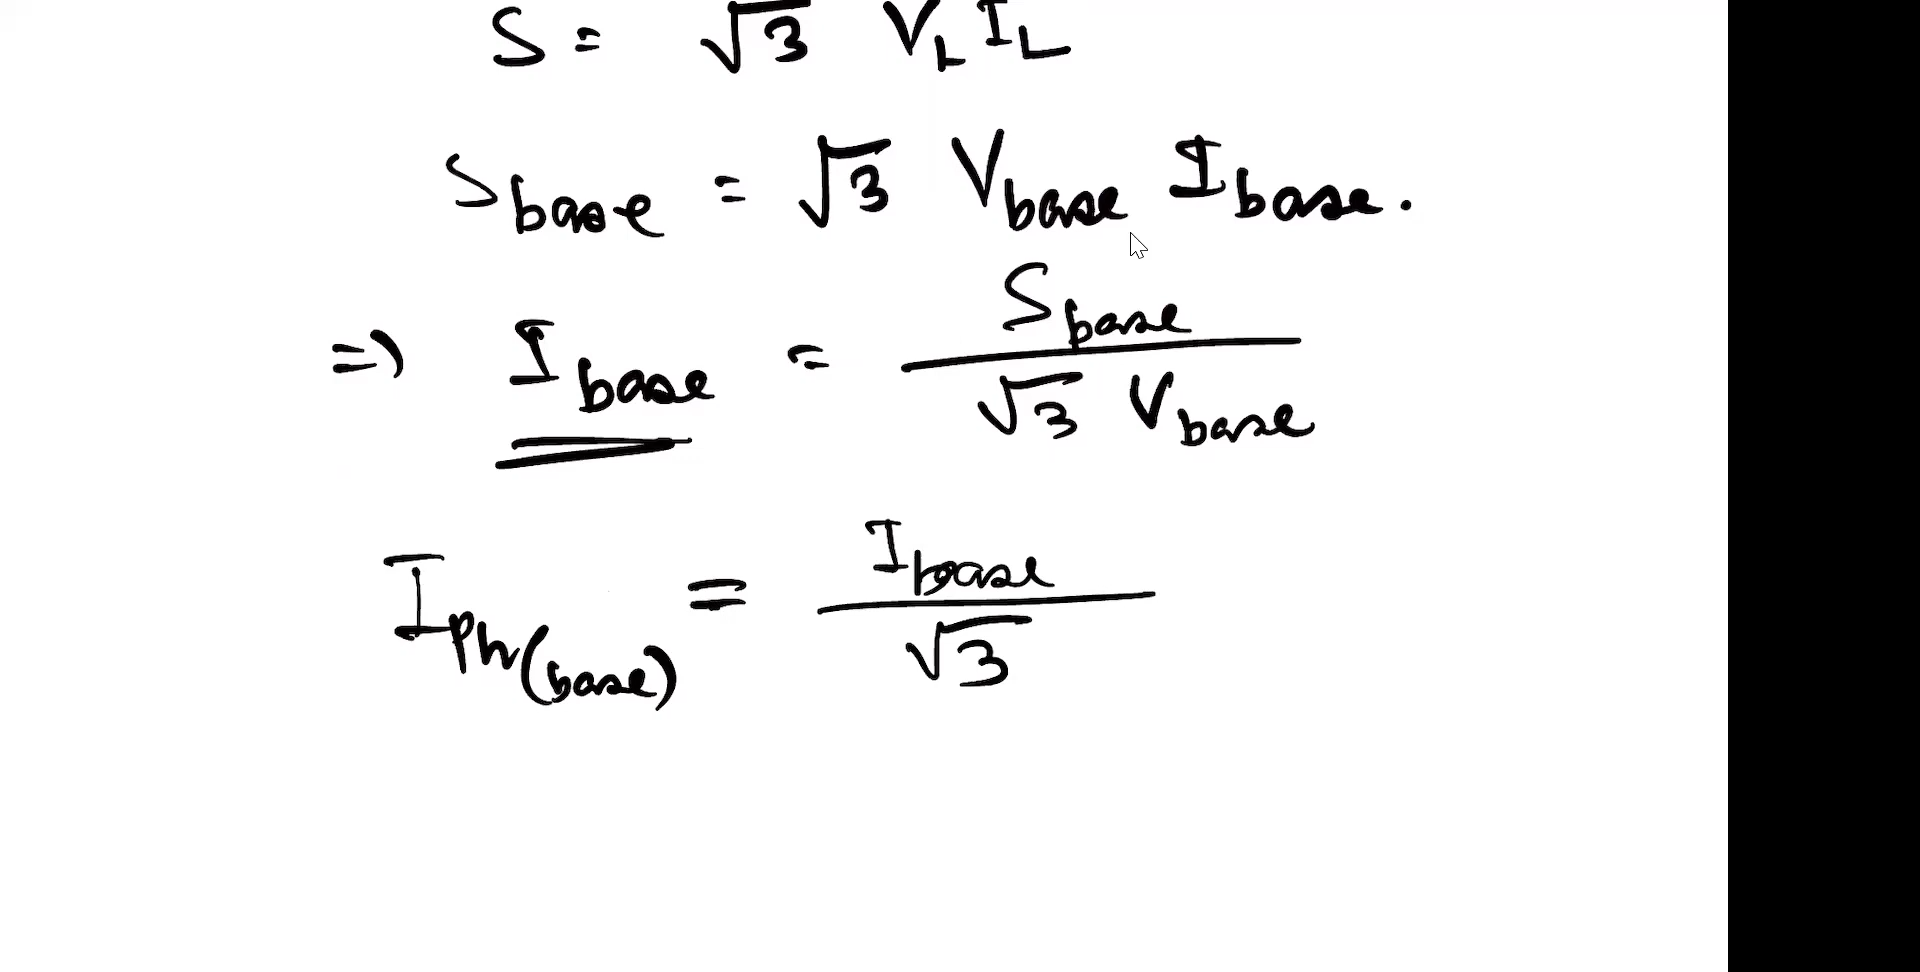 S = √3 V_L I_L
S_base = √3 V_base I_base.
=> I_base = S_base / √3 V_base
I_Ph(base) = I_base / √3